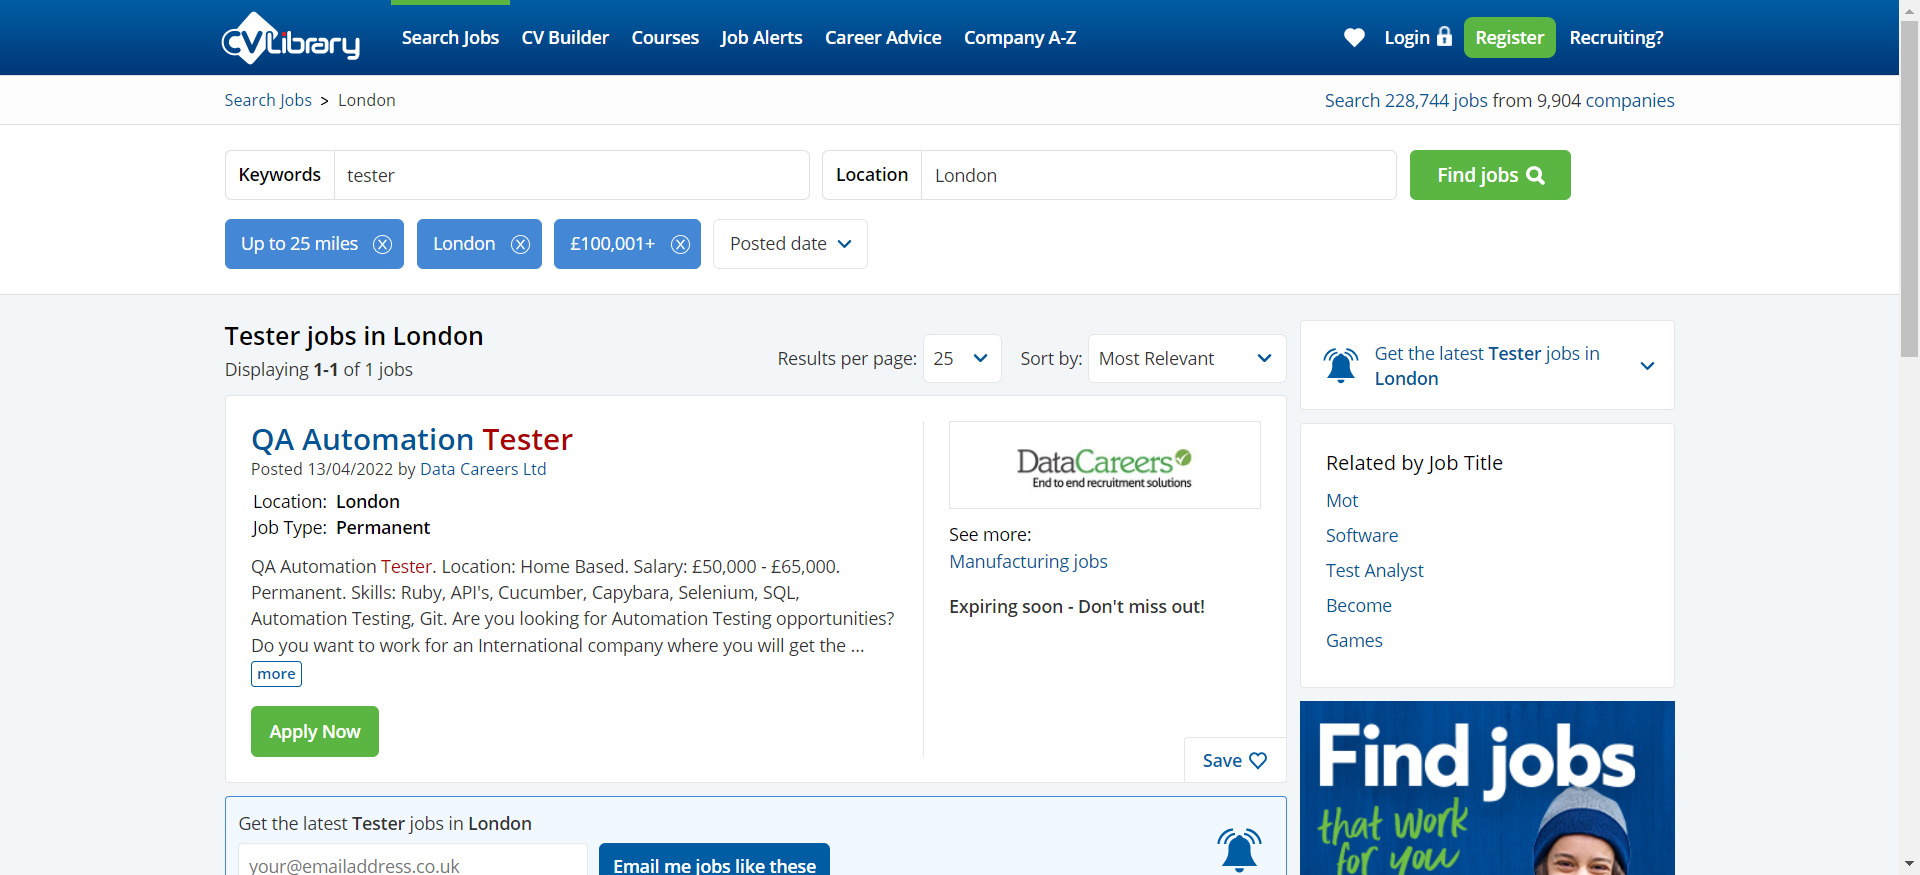 CVLibrary
Search Jobs CV Builder Courses Job Alerts Career Advice Company A-Z Login Register Recruiting?
Search Jobs > London
Search 228,744 jobs from 9,904 companies
Keywords tester Location London Find jobs
Up to 25 miles London £100,001+ Posted date
Tester jobs in London
Displaying 1-1 of 1 jobs
Results per page: 25 Sort by: Most Relevant
QA Automation Tester
Posted 13/04/2022 by Data Careers Ltd
Location: London
Job Type: Permanent
QA Automation Tester. Location: Home Based. Salary: £50,000 - £65,000.
Permanent. Skills: Ruby, API's, Cucumber, Capybara, Selenium, SQL,
Automation Testing, Git. Are you looking for Automation Testing opportunities?
Do you want to work for an International company where you will get the ...
more
Apply Now
DataCareers
End to end recruitment solutions
See more:
Manufacturing jobs
Expiring soon - Don't miss out!
Save
Get the latest Tester jobs in London
your@emailaddress.co.uk Email me jobs like these
Get the latest Tester jobs in
London
Related by Job Title
Mot
Software
Test Analyst
Become
Games
Find jobs
that work
for you